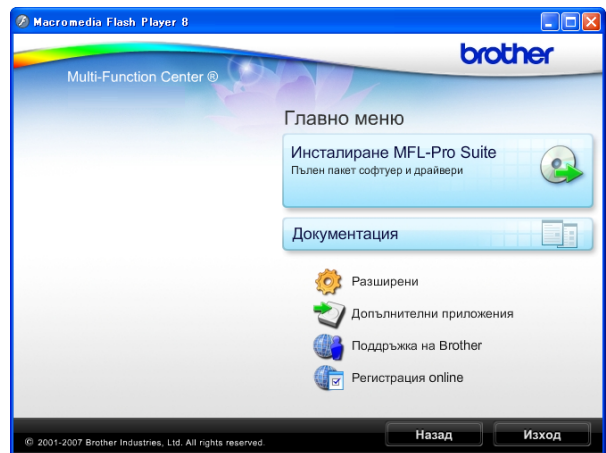 Macromedia Flash Player 8
brother
Multi-Function Center ®
Главно меню
Инсталиране MFL-Pro Suite
Пълен пакет софтуер и драйвери
Документация
Разширени
Допълнителни приложения
Поддръжка на Brother
Регистрация online
© 2001-2007 Brother Industries, Ltd. All rights reserved.
Назад
Изход